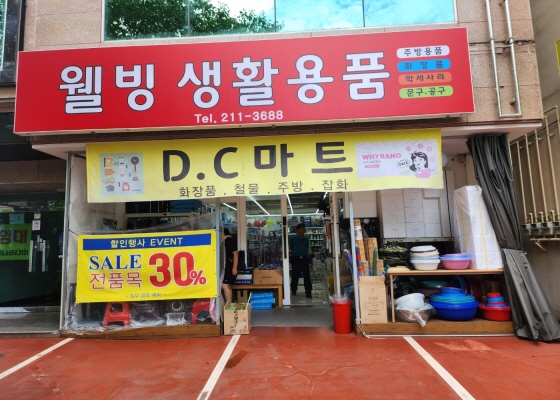 웰빙 생활용품
주방용품
화장품
악세사리
문구·공구
Tel. 211-3688
D.C마트
화장품 . 철물 . 주방 . 잡화
WHYRANO
할인행사 EVENT
SALE
전품목 30%